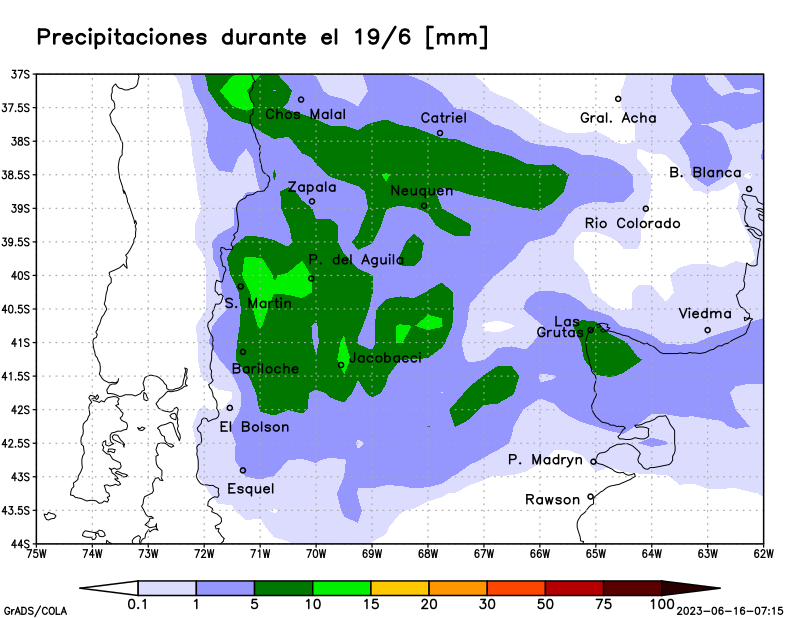 Precipitaciones durante el 19/6 [mm]
37S
37.5S
Chos Malal
Catriel
Gral. Acha
38S
38.5S
Zapala
Neuquen
B. Blanca
39S
Rio Colorado
39.5S
P. del Aguila
40S
S. Martin
40.5S
Viedma
Las
Grutas
41S
Bariloche
Jacobacci
41.5S
42S
El Bolson
42.5S
P. Madryn
43S
Esquel
Rawson
43.5S
44S
75W 74W 73W 72W 71W 70W 69W 68W 67W 66W 65W 64W 63W 62W
0.1 1 5 10 15 20 30 50 75 100
GrADS/COLA
2023-06-16-07:15